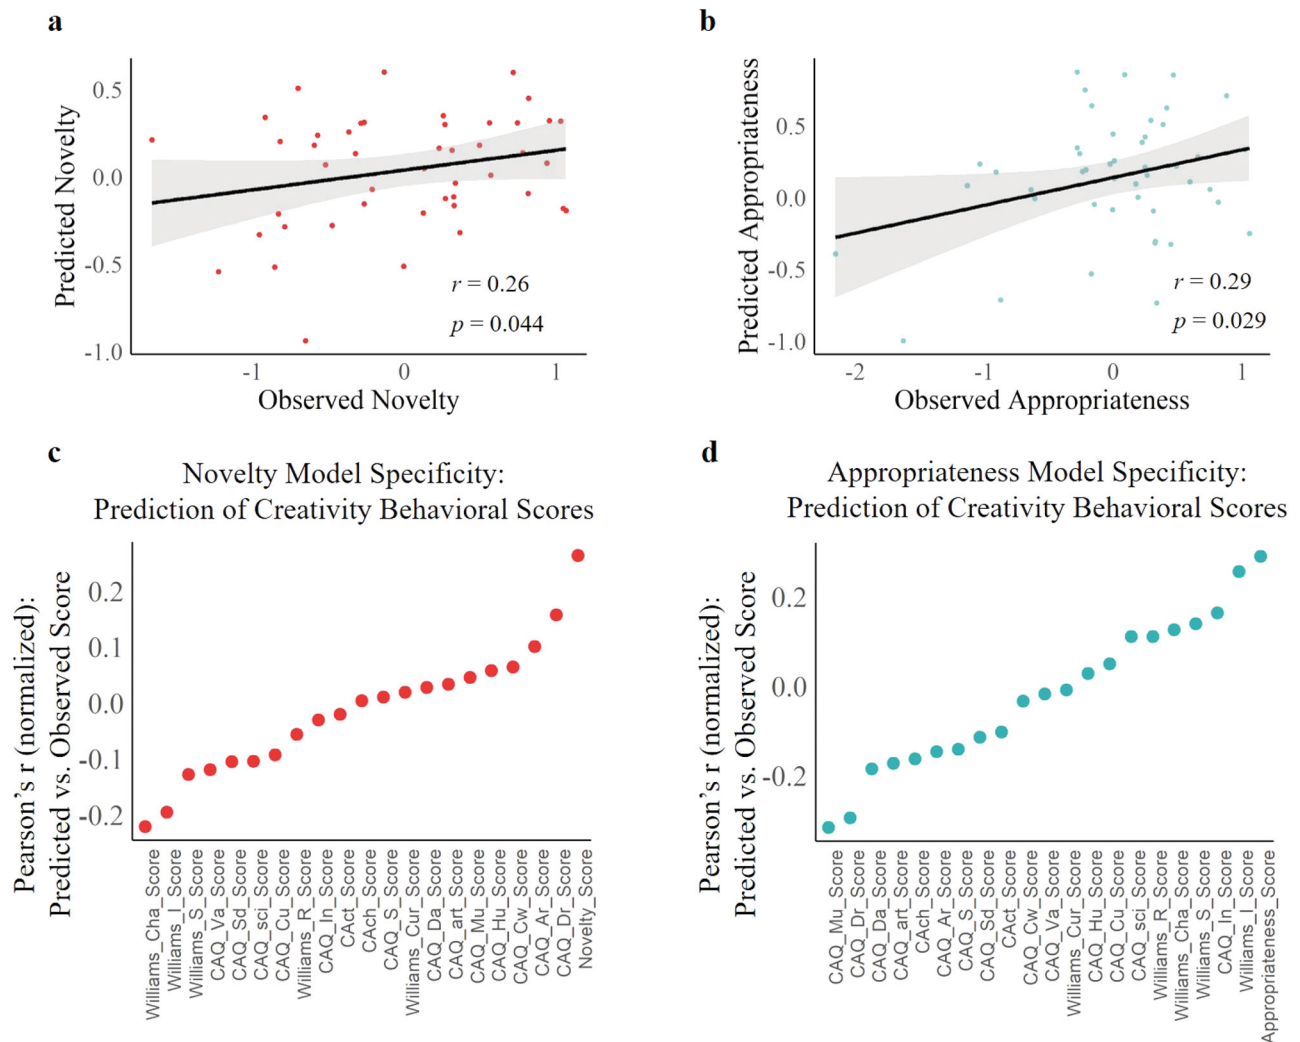 a
Predicted Novelty
0.5
0.0
-0.5
-1.0
r = 0.26
p = 0.044
-1
0
1
Observed Novelty
b
Predicted Appropriateness
0.5
0.0
-0.5
-1.0
r = 0.29
p = 0.029
-2
-1
0
1
Observed Appropriateness
c
Novelty Model Specificity:
Prediction of Creativity Behavioral Scores
Pearson's r (normalized):
Predicted vs. Observed Score
0.2
0.1
0.0
-0.1
-0.2
Williams_Cha_Score
Williams_I_Score
Williams_S_Score
CAQ_Va_Score
CAQ_Sd_Score
CAQ_sci_Score
CAQ_Cu_Score
Williams_R_Score
CAQ_In_Score
CAct_Score
CAch_Score
CAQ_S_Score
Williams_Cur_Score
CAQ_Da_Score
CAQ_art_Score
CAQ_Mu_Score
CAQ_Hu_Score
CAQ_Cw_Score
CAQ_Ar_Score
CAQ_Dr_Score
Novelty_Score
d
Appropriateness Model Specificity:
Prediction of Creativity Behavioral Scores
Pearson's r (normalized):
Predicted vs. Observed Score
0.2
0.0
-0.2
CAQ_Mu_Score
CAQ_Dr_Score
CAQ_Da_Score
CAQ_art_Score
CAch_Score
CAQ_Ar_Score
CAQ_S_Score
CAQ_Sd_Score
CAct_Score
CAQ_Cw_Score
CAQ_Va_Score
Williams_Cur_Score
CAQ_Hu_Score
CAQ_Cu_Score
CAQ_sci_Score
Williams_R_Score
Williams_Cha_Score
Williams_S_Score
CAQ_In_Score
Williams_I_Score
Appropriateness_Score